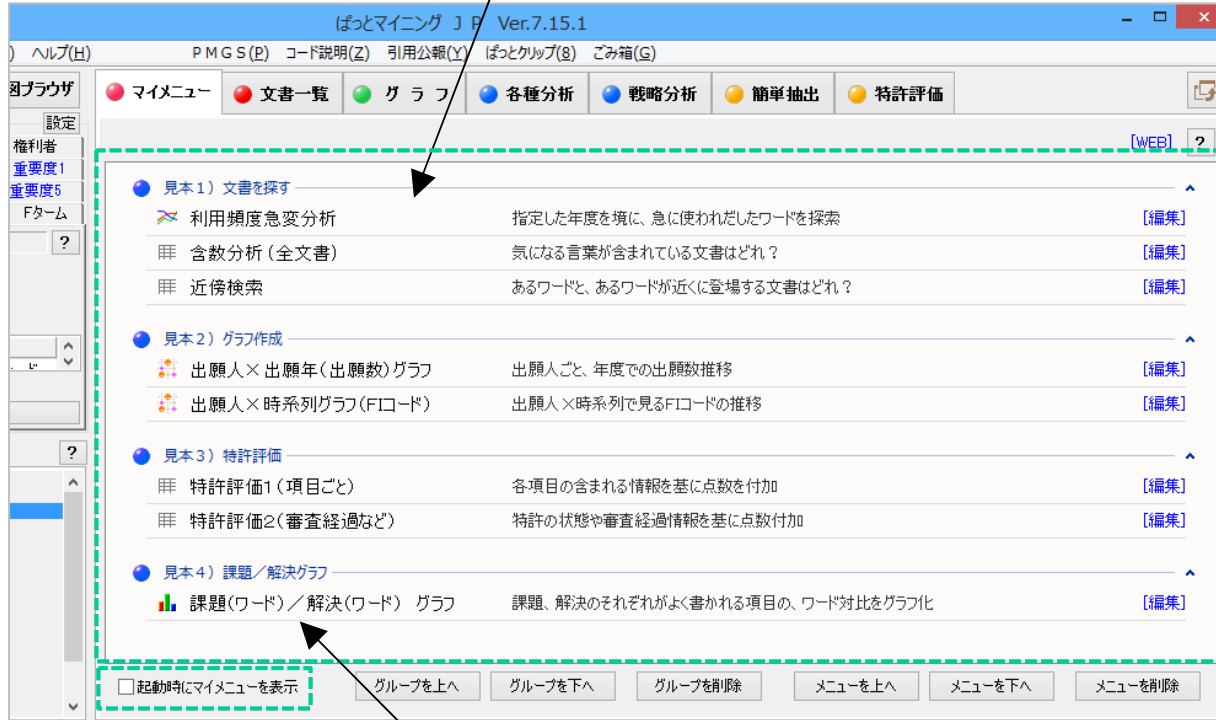 ぱっとマイニング JP Ver.7.15.1
) ヘルプ(H) PMGS(P) コード説明(Z) 引用公報(Y) ぱっとクリップ(8) ごみ箱(G)
図ブラウザ マイメニュー 文書一覧 グラフ 各種分析 戦略分析 簡単抽出 特許評価
設定
権利者 [WEB] ?
重要度1
重要度5
Fターム
?
見本1) 文書を探す
利用頻度急変分析 指定した年度を境に、急に使われだしたワードを探索 [編集]
含数分析(全文書) 気になる言葉が含まれている文書はどれ?  [編集]
近傍検索 あるワードと、あるワードが近くに登場する文書はどれ? [編集]
見本2) グラフ作成
出願人×出願年(出願数)グラフ 出願人ごと、年度での出願数推移 [編集]
出願人×時系列グラフ(FIコード) 出願人×時系列で見るFIコードの推移 [編集]
?
見本3) 特許評価
特許評価1(項目ごと) 各項目の含まれる情報を基に点数を付加 [編集]
特許評価2(審査経過など) 特許の状態や審査経過情報を基に点数付加 [編集]
見本4) 課題/解決グラフ
課題(ワード)/解決(ワード) グラフ 課題、解決のそれぞれがよく書かれる項目の、ワード対比をグラフ化 [編集]
起動時にマイメニューを表示 グループを上へ グループを下へ グループを削除 メニューを上へ メニューを下へ メニューを削除